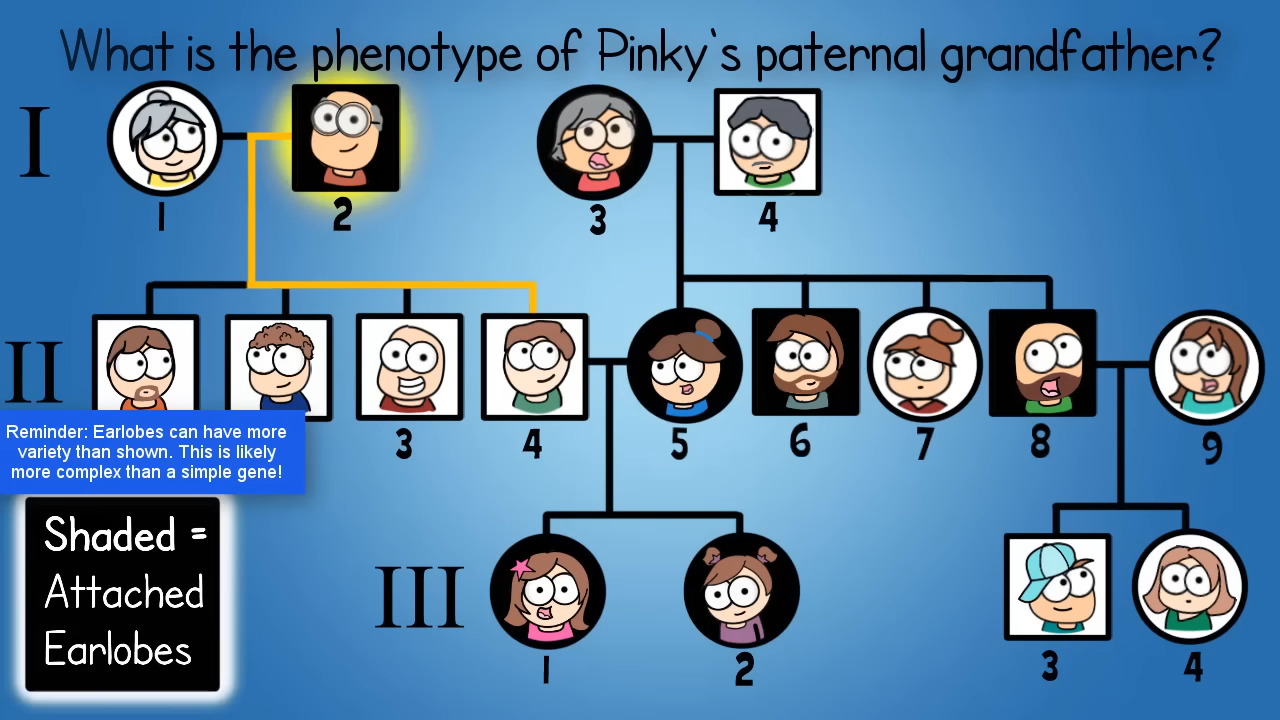 What is the phenotype of Pinky's paternal grandfather?
I
1
2
3
4
II
3
4
5
6
7
8
9
Reminder: Earlobes can have more
variety than shown. This is likely
more complex than a simple gene!
Shaded =
Attached
Earlobes
III
1
2
3
4